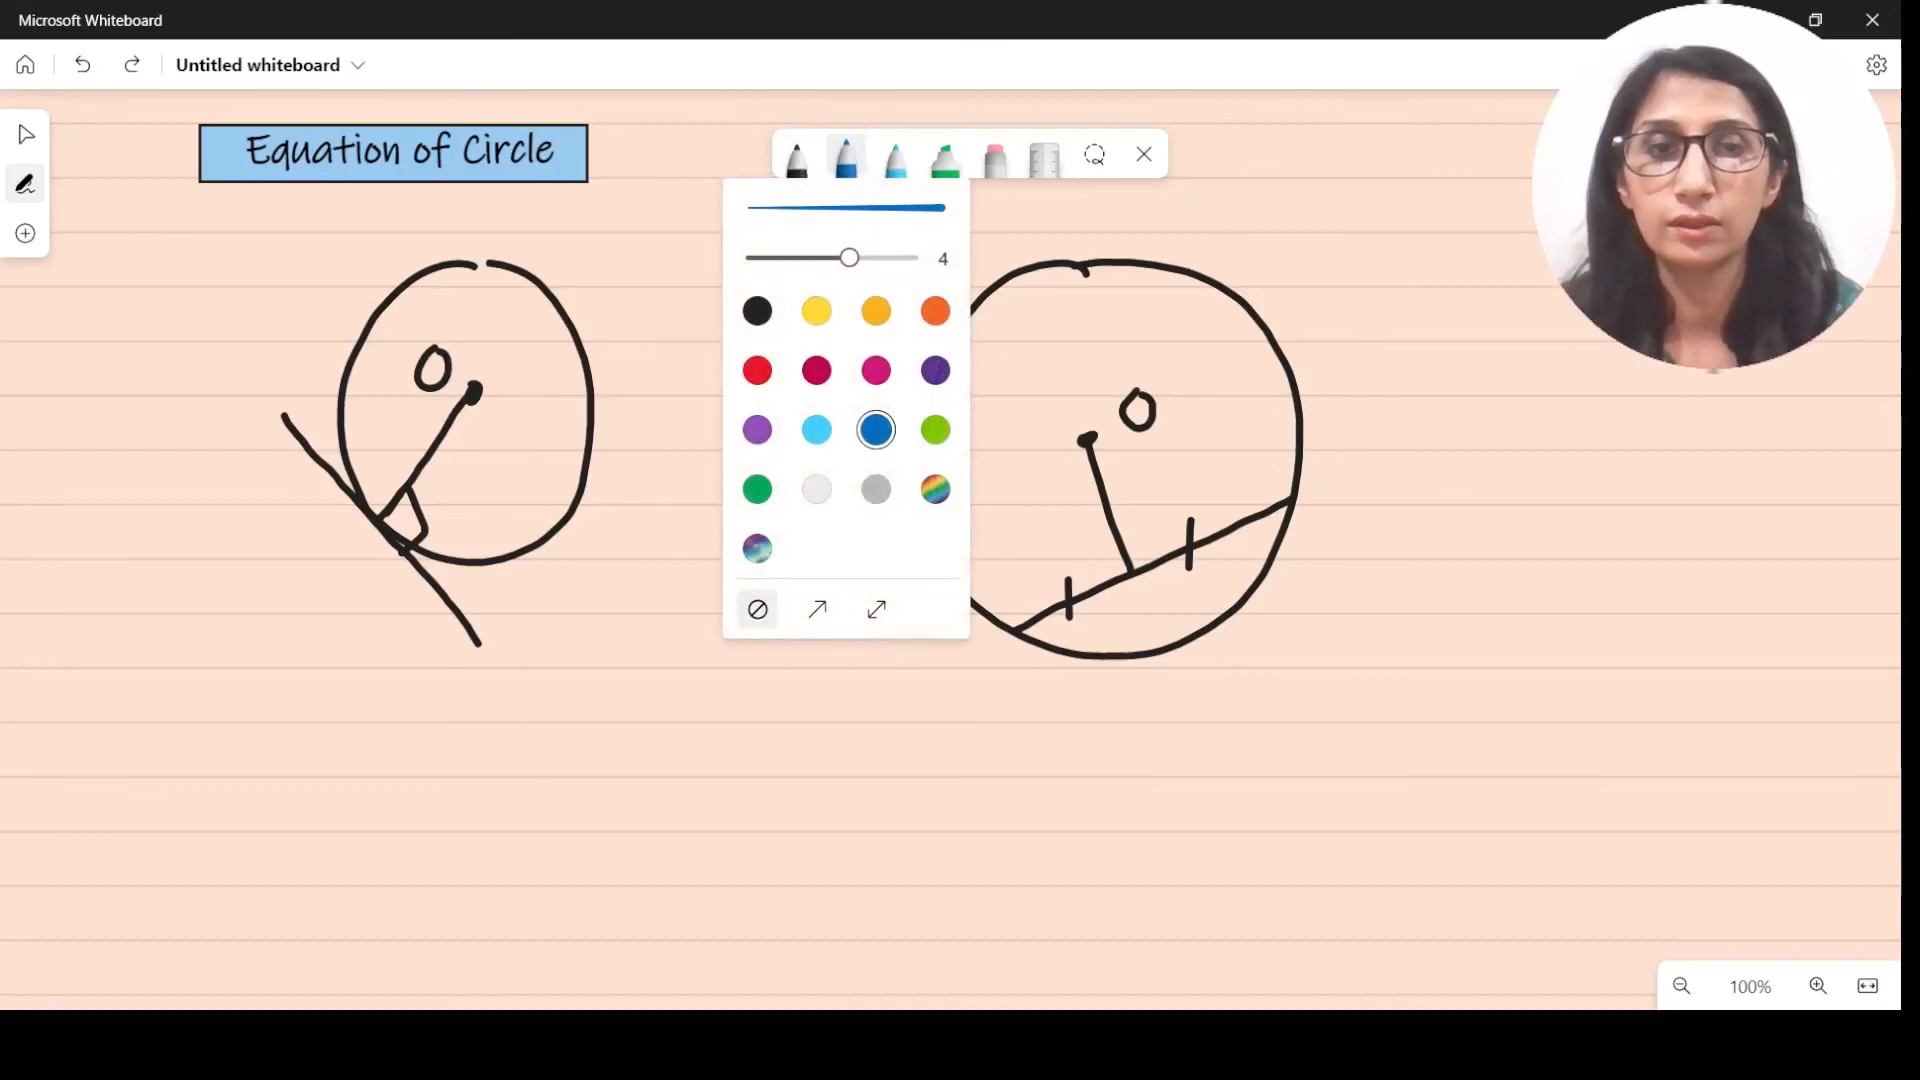 Microsoft Whiteboard
Untitled whiteboard
Equation of Circle
4
O
O
100%